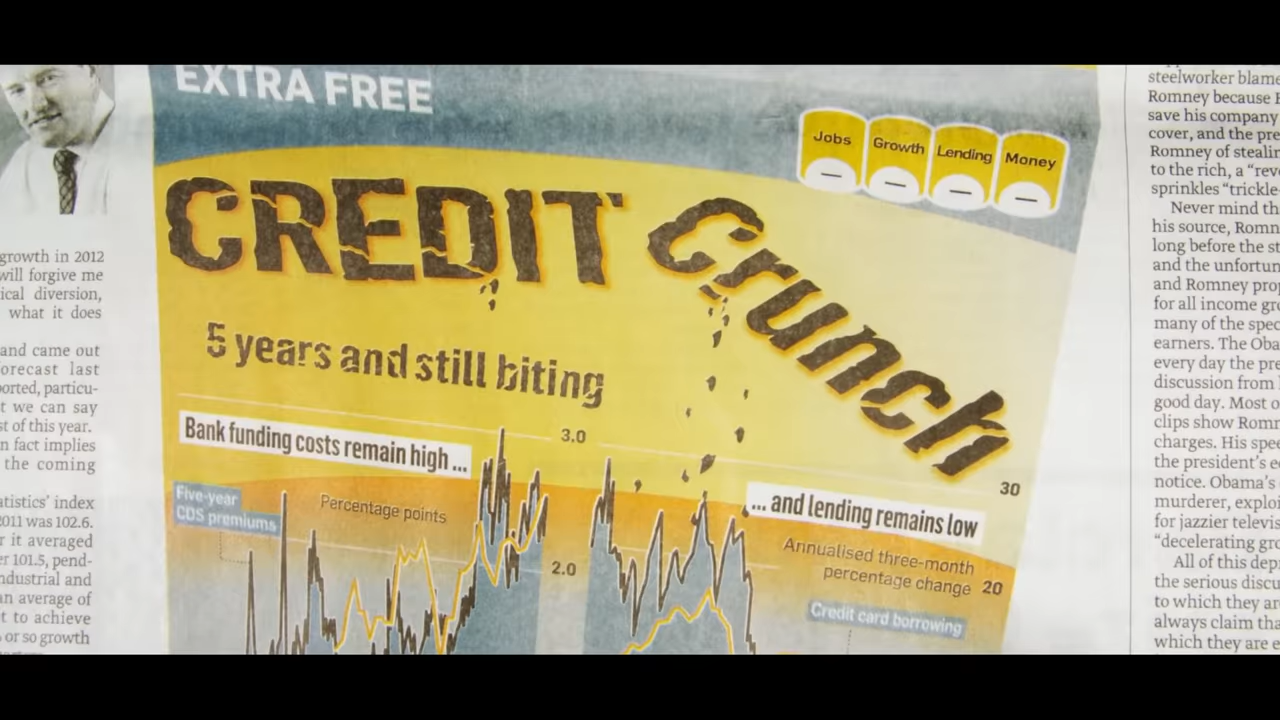 growth in 2012
will forgive me
ical diversion,
what it does
and came out
forecast last
ported, particu-
t we can say
st of this year.
n fact implies
the coming
atistics' index
2011 was 102.6.
r it averaged
er 101.5, pend-
ndustrial and
an average of
t to achieve
or so growth
EXTRA FREE
Jobs Growth Lending Money
CREDIT Crunch
5 years and still biting
Bank funding costs remain high ...
Five-year
CDS premiums
Percentage points
3.0
2.0
30
... and lending remains low
Annualised three-month
percentage change 20
Credit card borrowing
steelworker blame
Romney because
save his company
cover, and the pre
Romney of stealin
to the rich, a “reve
sprinkles “trickle
Never mind th
his source, Romn
long before the st
and the unfortun
and Romney prop
for all income gro
many of the spec
earners. The Oba
every day the pre
discussion from
good day. Most o
clips show Romn
charges. His spee
the president’s e
notice. Obama’s
murderer, explo
for jazzier televis
“decelerating gro
All of this dep
the serious discu
to which they ar
always claim tha
which they are e